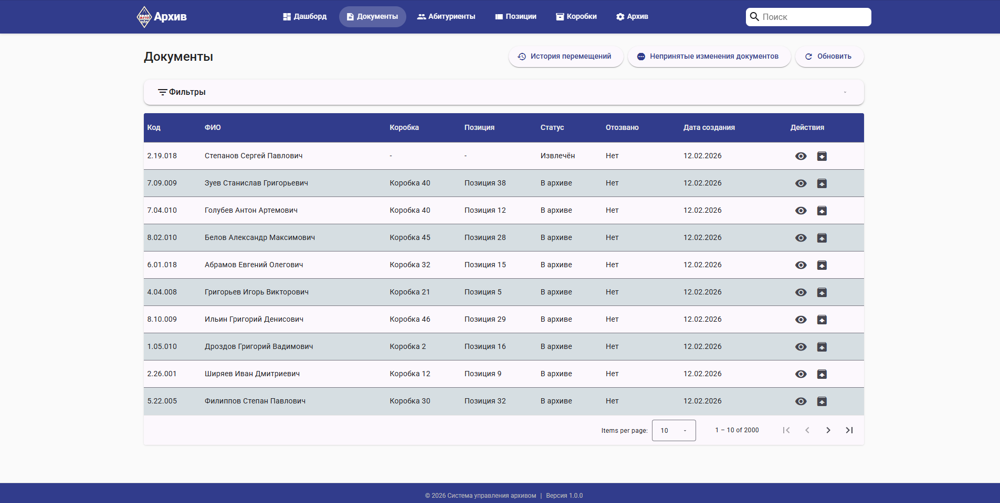 Архив
Дашборд Документы Абитуриенты Позиции Коробки Архив
Поиск
Документы
История перемещений Непринятые изменения документов Обновить
Фильтры
Код ФИО Коробка Позиция Статус Отозвано Дата создания Действия
2.19.018 Степанов Сергей Павлович - - Извлечён Нет 12.02.2026
7.09.009 Зуев Станислав Григорьевич Коробка 40 Позиция 38 В архиве Нет 12.02.2026
7.04.010 Голубев Антон Артемович Коробка 40 Позиция 12 В архиве Нет 12.02.2026
8.02.010 Белов Александр Максимович Коробка 45 Позиция 28 В архиве Нет 12.02.2026
6.01.018 Абрамов Евгений Олегович Коробка 32 Позиция 15 В архиве Нет 12.02.2026
4.04.008 Григорьев Игорь Викторович Коробка 21 Позиция 5 В архиве Нет 12.02.2026
8.10.009 Ильин Григорий Денисович Коробка 46 Позиция 29 В архиве Нет 12.02.2026
1.05.010 Дроздов Григорий Вадимович Коробка 2 Позиция 16 В архиве Нет 12.02.2026
2.26.001 Ширяев Иван Дмитриевич Коробка 12 Позиция 9 В архиве Нет 12.02.2026
5.22.005 Филиппов Степан Павлович Коробка 30 Позиция 32 В архиве Нет 12.02.2026
Items per page: 10 1 – 10 of 2000
© 2026 Система управления архивом | Версия 1.0.0